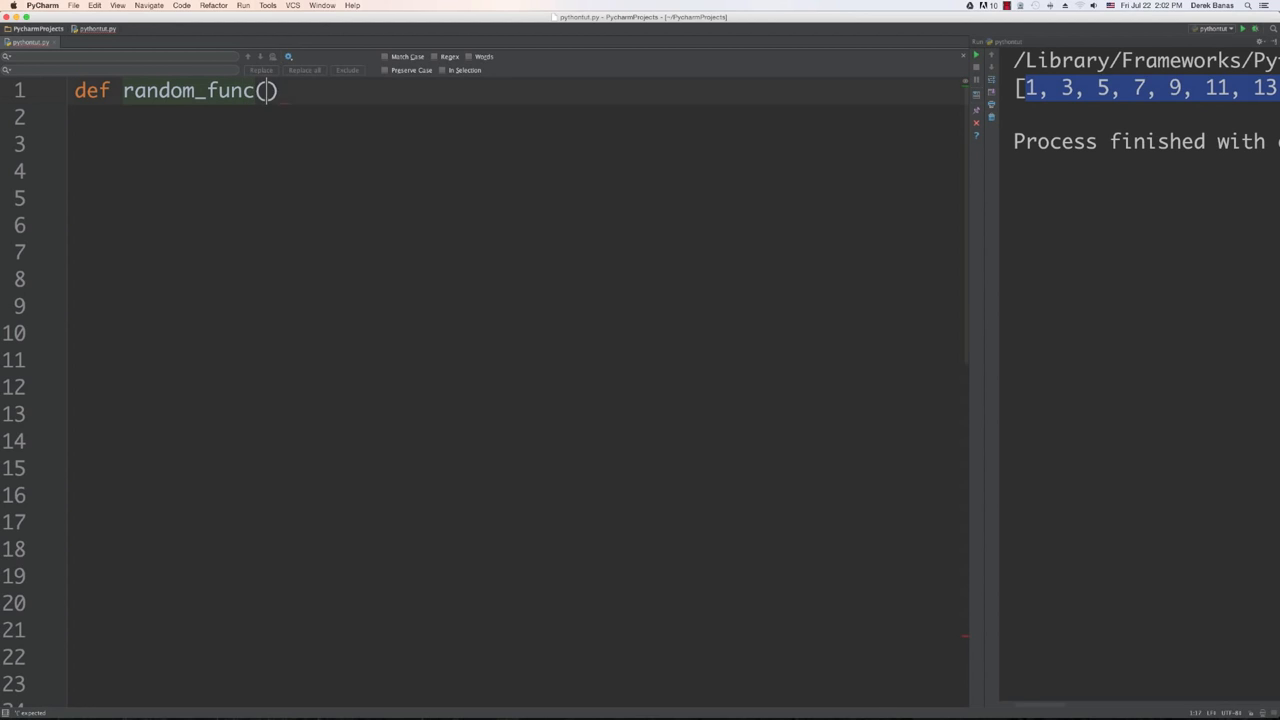 PyCharm File Edit View Navigate Code Refactor Run Tools VCS Window Help
10 Fri Jul 22 2:02 PM Derek Banas
pythontut.py - PycharmProjects - [~/PycharmProjects]
PycharmProjects pythontut.py pythontut
pythontut.py
Run pythontut
Match Case Regex Words
Replace Replace all Exclude Preserve Case In Selection
/Library/Frameworks/Py
1 def random_func()
[1, 3, 5, 7, 9, 11, 13
2
3
Process finished with
4
5
6
7
8
9
10
11
12
13
14
15
16
17
18
19
20
21
22
23
':' expected
1:17 LF≠ UTF-8≠